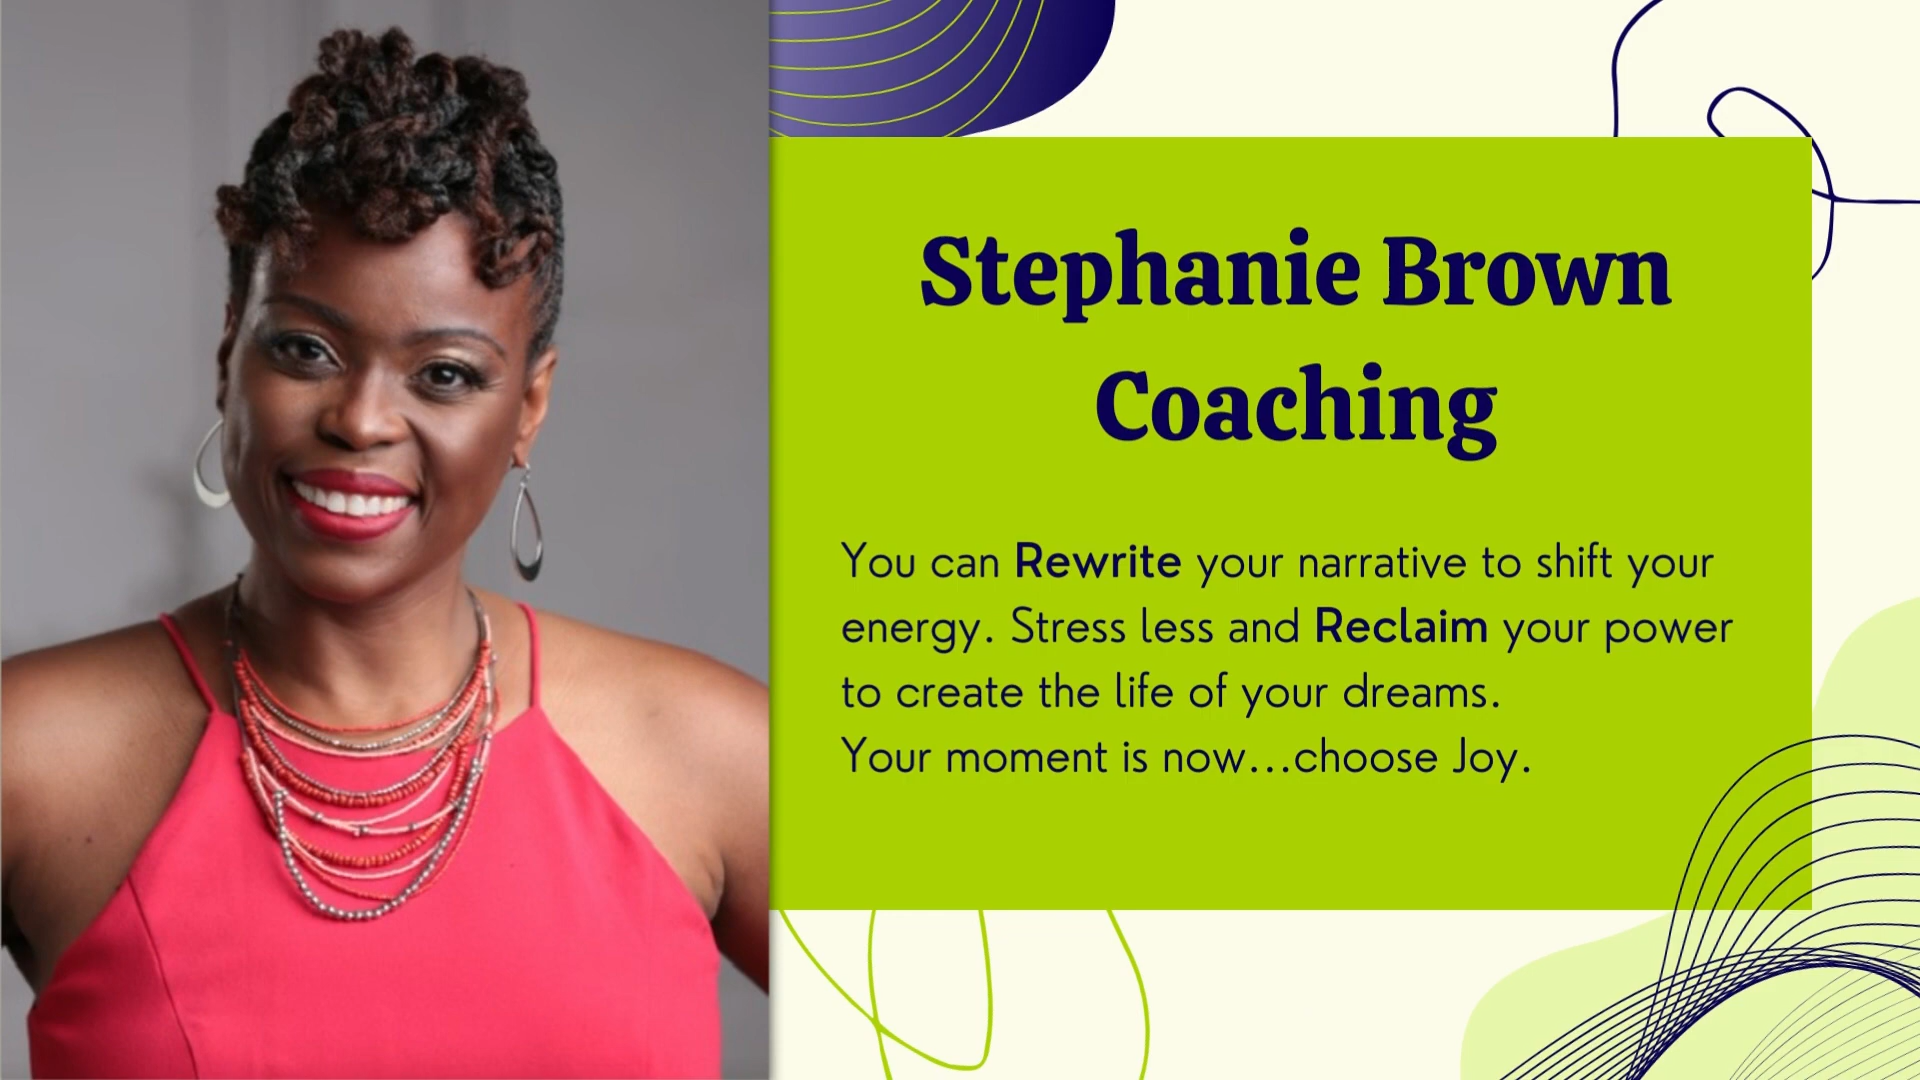 Stephanie Brown
Coaching
You can Rewrite your narrative to shift your
energy. Stress less and Reclaim your power
to create the life of your dreams.
Your moment is now...choose Joy.